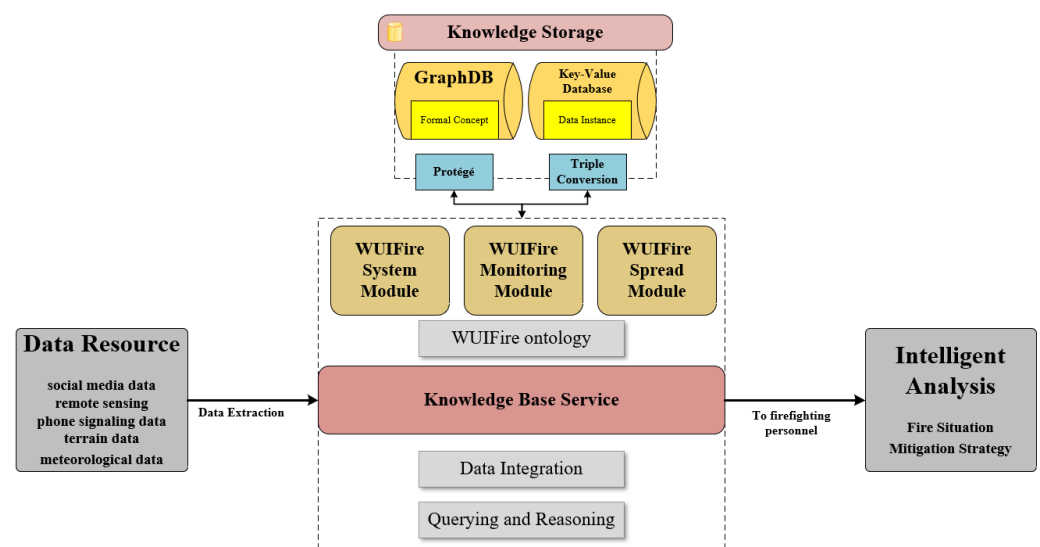 Knowledge Storage
GraphDB
Formal Concept
Key-Value
Database
Data Instance
Protégé
Triple
Conversion
WUIFire
System
Module
WUIFire
Monitoring
Module
WUIFire
Spread
Module
WUIFire ontology
Data Resource
social media data
remote sensing
phone signaling data
terrain data
meteorological data
Data Extraction
Knowledge Base Service
To firefighting
personnel
Intelligent
Analysis
Fire Situation
Mitigation Strategy
Data Integration
Querying and Reasoning